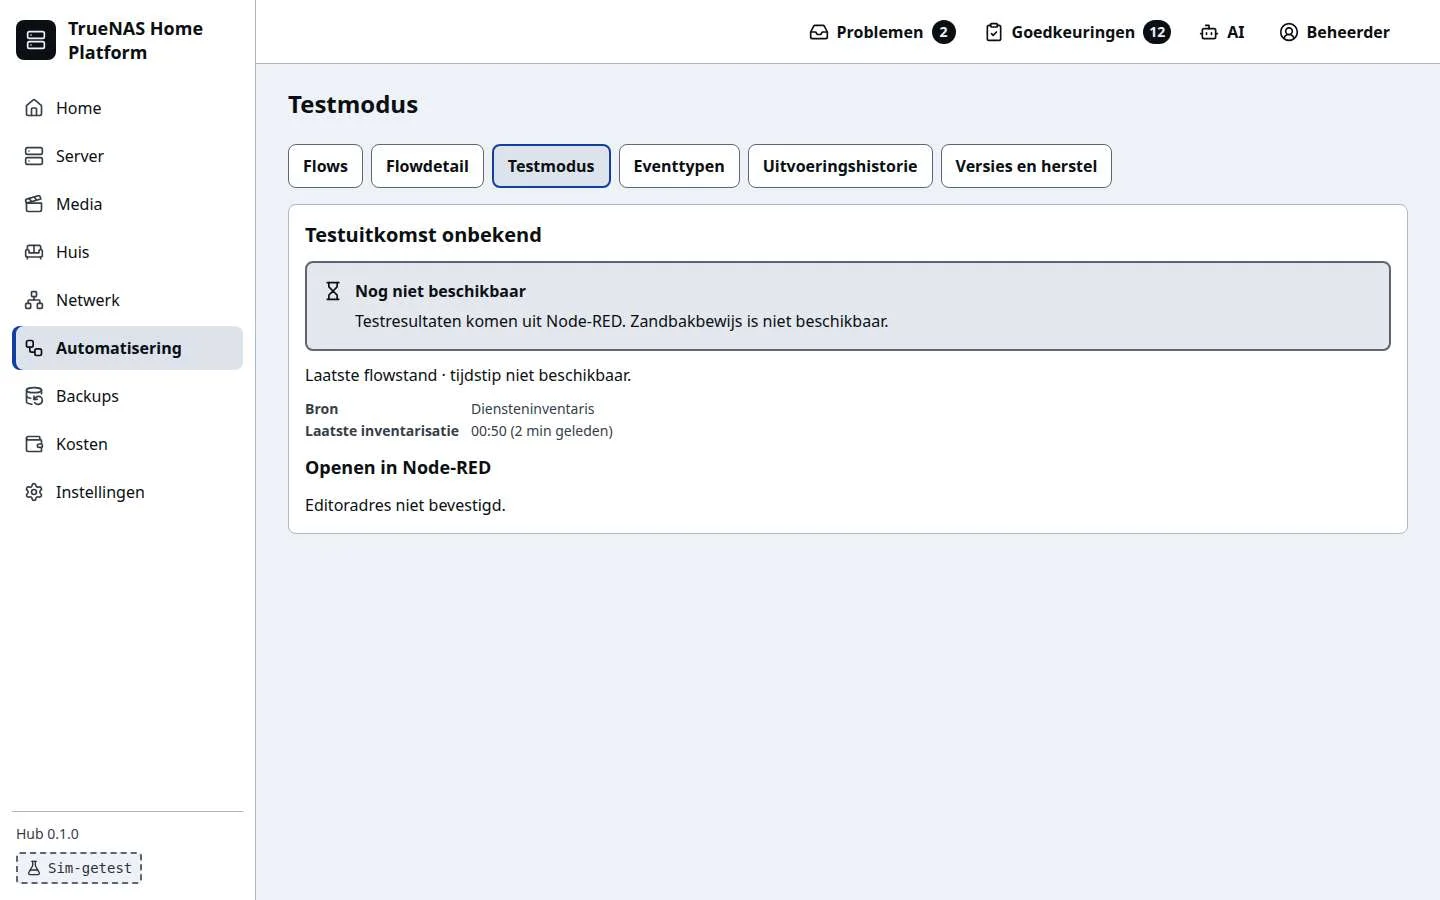 TrueNAS Home
Platform
Problemen 2
Goedkeuringen 12
AI
Beheerder
Home
Server
Media
Huis
Netwerk
Automatisering
Backups
Kosten
Instellingen
Hub 0.1.0
Sim-getest
Testmodus
Flows
Flowdetail
Testmodus
Eventtypen
Uitvoeringshistorie
Versies en herstel
Testuitkomst onbekend
Nog niet beschikbaar
Testresultaten komen uit Node-RED. Zandbakbewijs is niet beschikbaar.
Laatste flowstand · tijdstip niet beschikbaar.
Bron Diensteninventaris
Laatste inventarisatie 00:50 (2 min geleden)
Openen in Node-RED
Editoradres niet bevestigd.